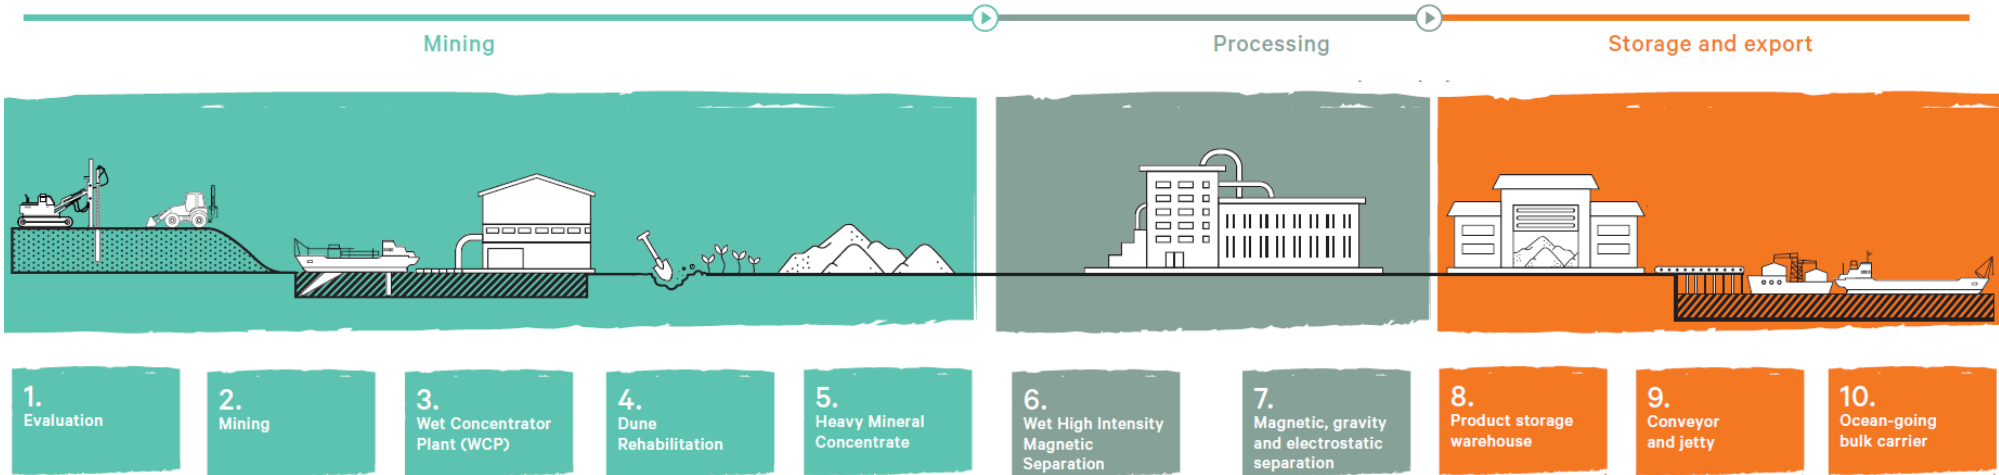 Mining
Processing
Storage and export
1.
Evaluation
2.
Mining
3.
Wet Concentrator
Plant (WCP)
4.
Dune
Rehabilitation
5.
Heavy Mineral
Concentrate
6.
Wet High Intensity
Magnetic
Separation
7.
Magnetic, gravity
and electrostatic
separation
8.
Product storage
warehouse
9.
Conveyor
and jetty
10.
Ocean-going
bulk carrier